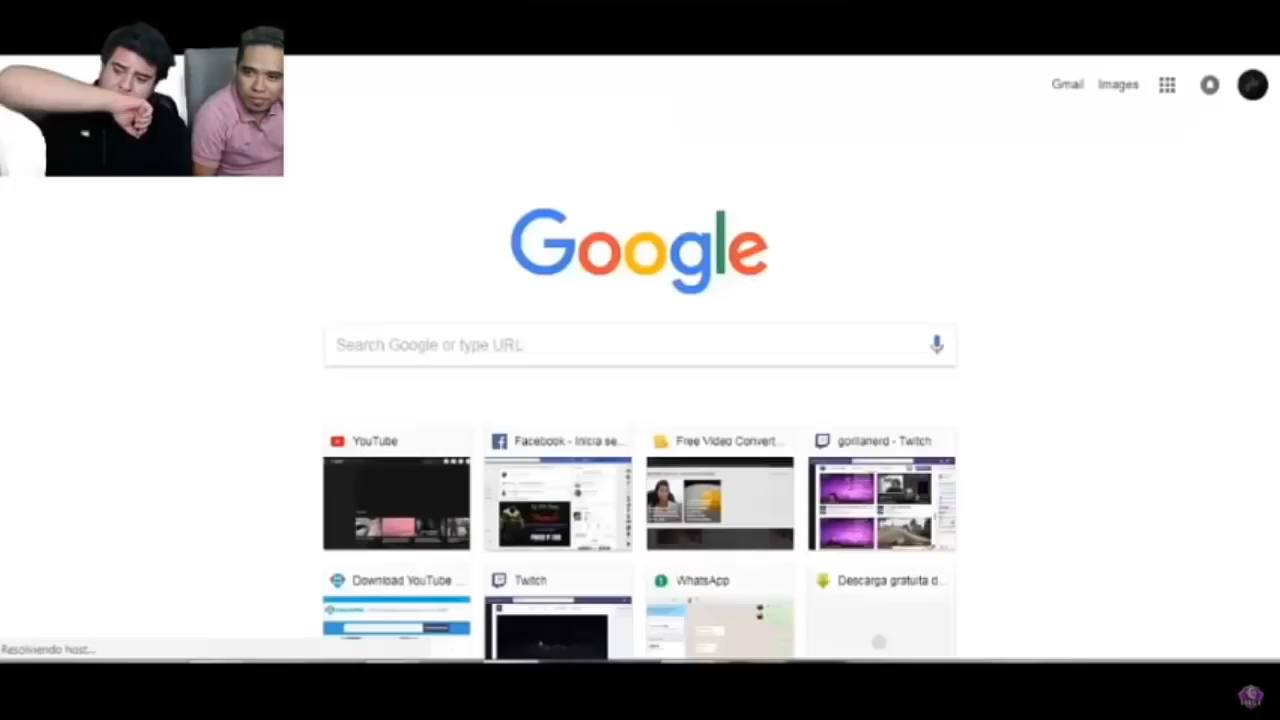 Gmail Images
Google
Search Google or type URL
YouTube
Facebook - Inicia se...
Free Video Convert...
gorillanerd - Twitch
Download YouTube ...
Twitch
WhatsApp
Descarga gratuita d...
Resolviendo host...